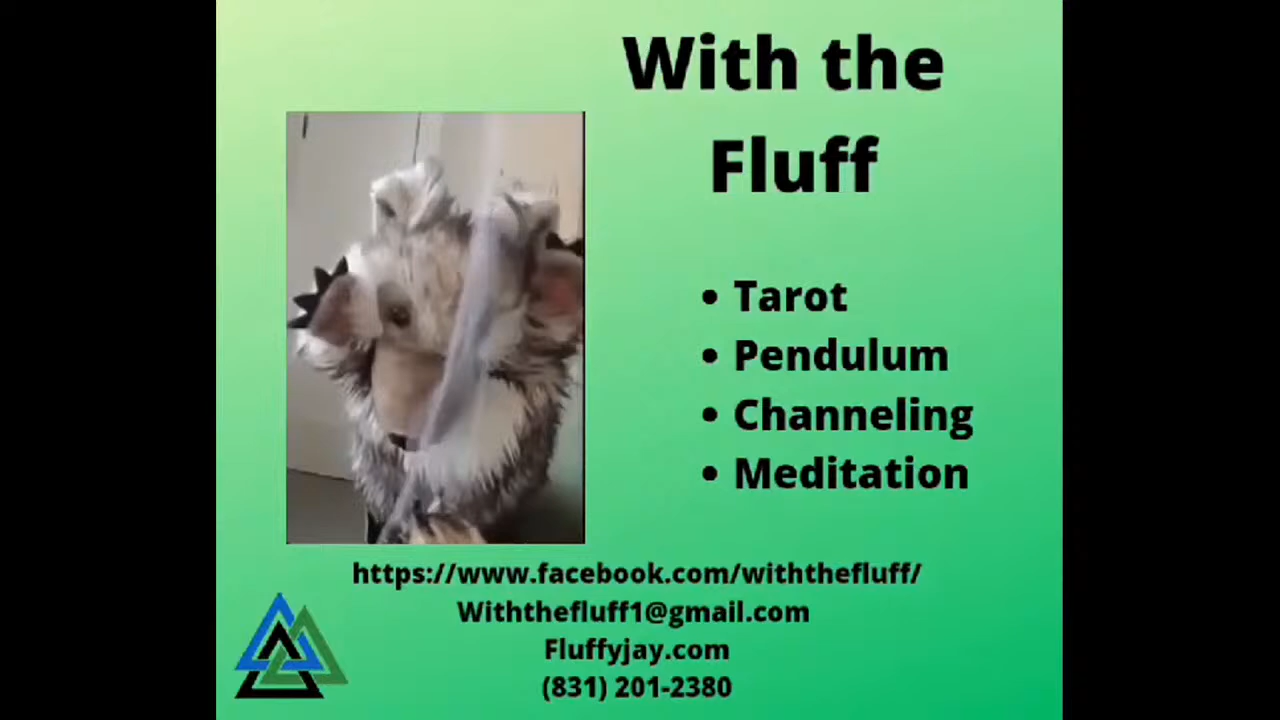 With the
Fluff
• Tarot
• Pendulum
• Channeling
• Meditation
https://www.facebook.com/withthefluff/
Withthefluff1@gmail.com
Fluffyjay.com
(831) 201-2380